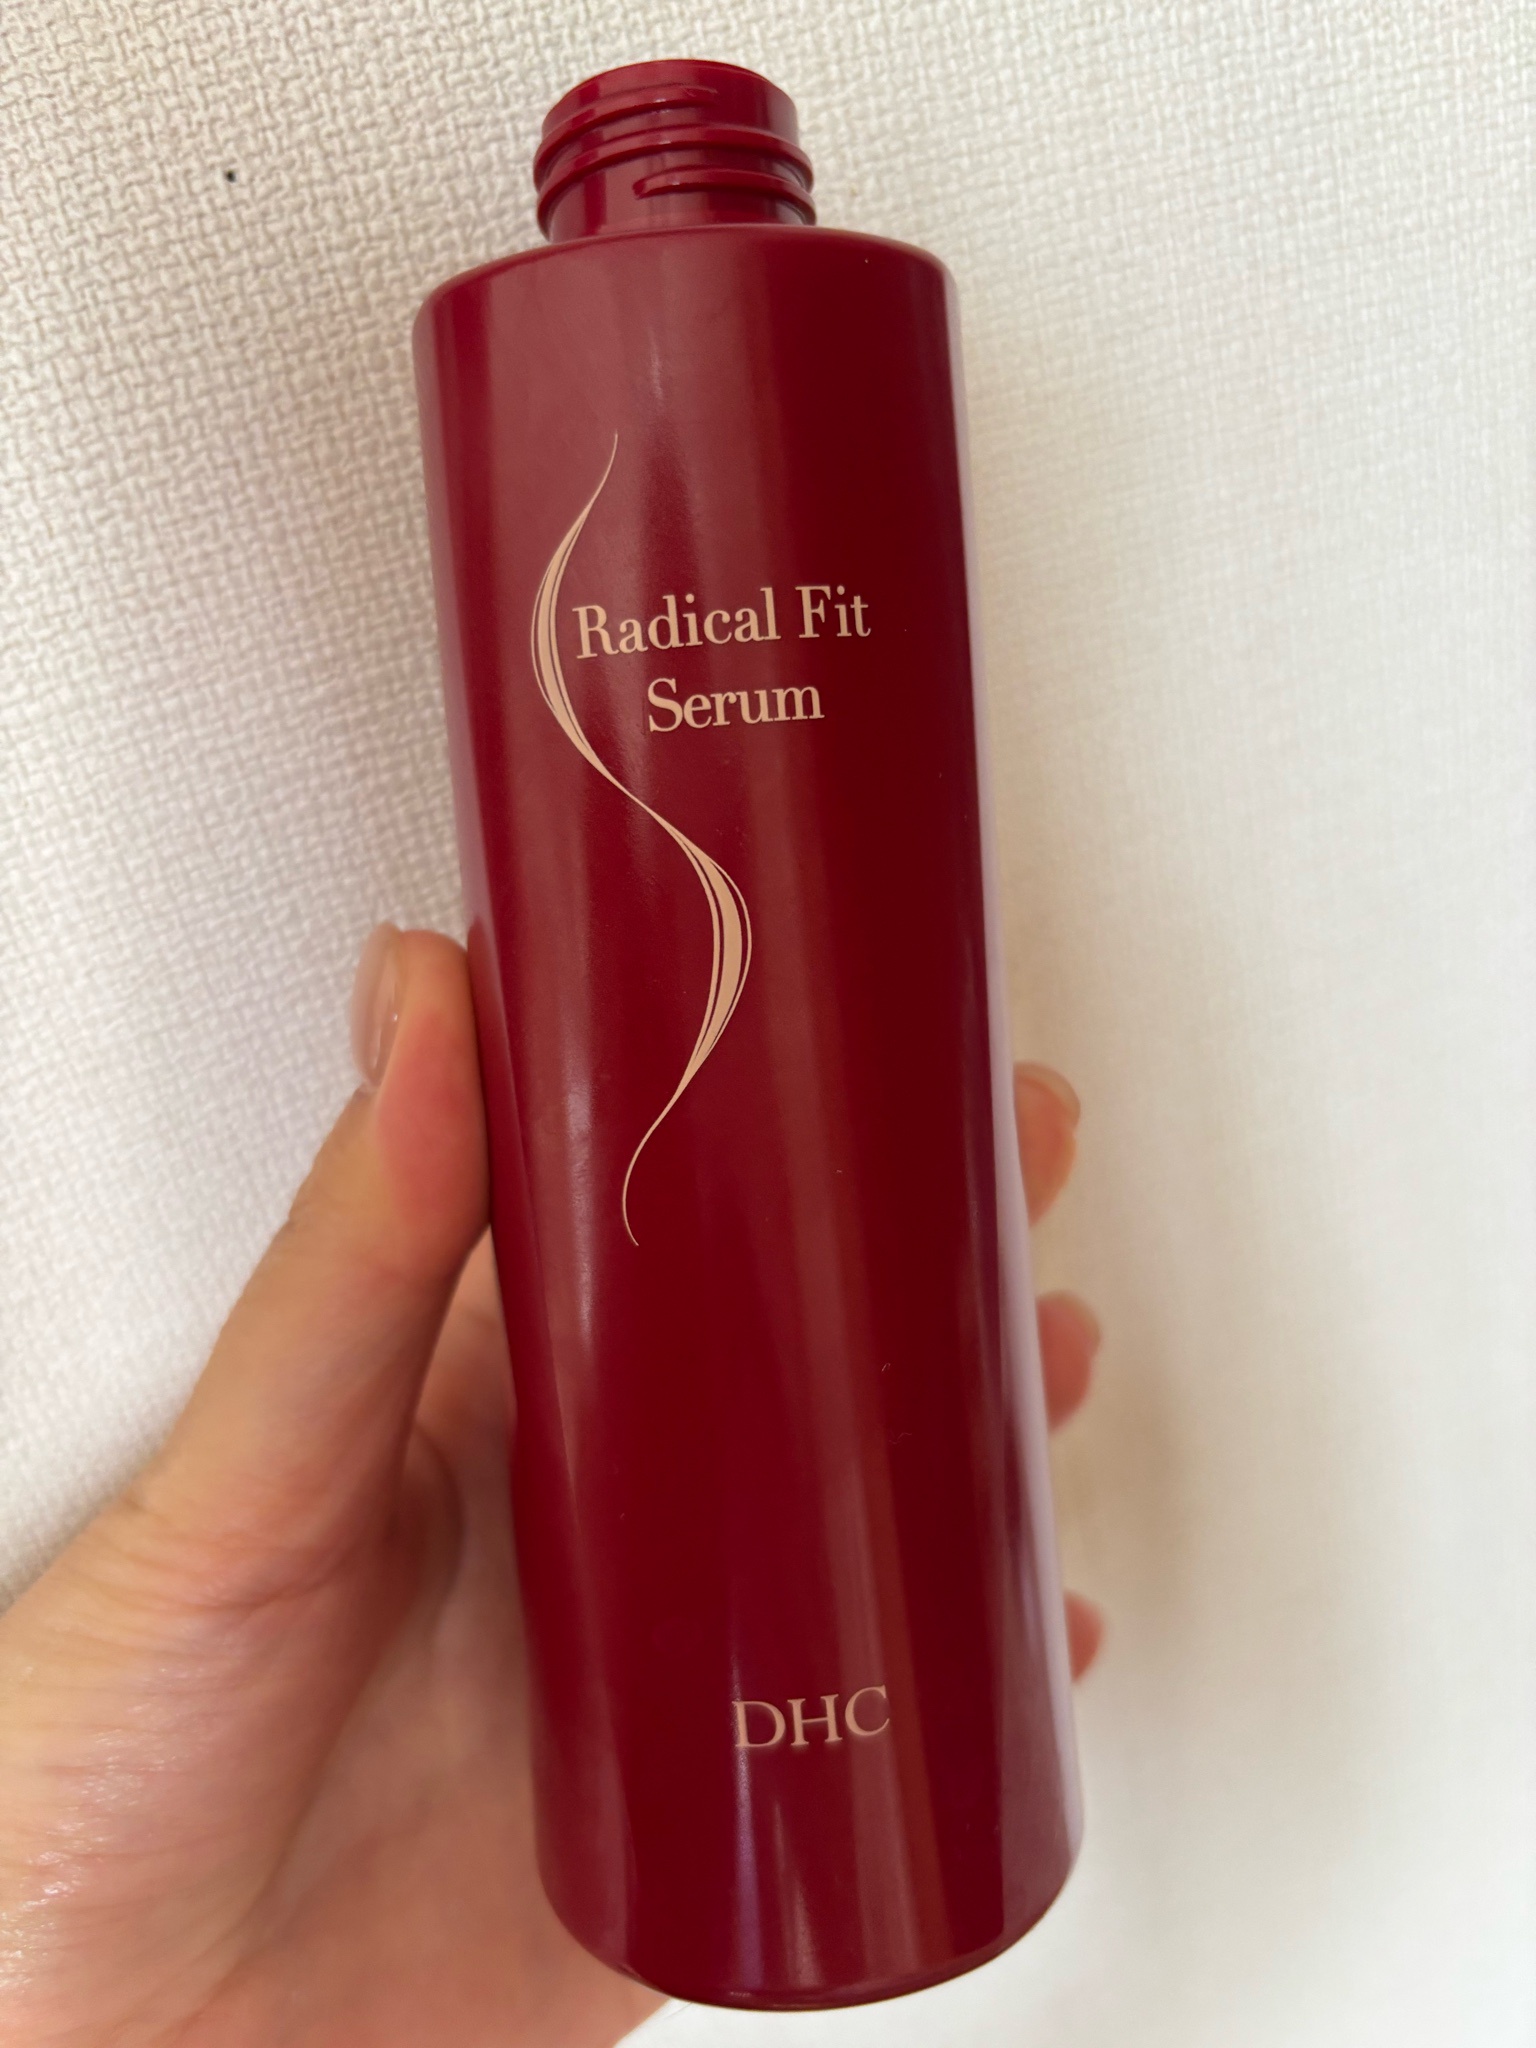 Radical Fit
Serum
DHC